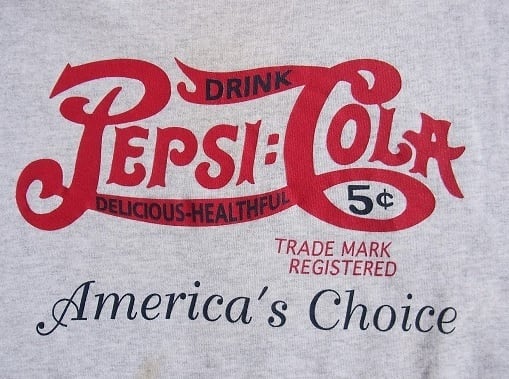 DRINK
PEPSI:COLA
DELICIOUS-HEALTHFUL
5¢
TRADE MARK
REGISTERED
America's Choice